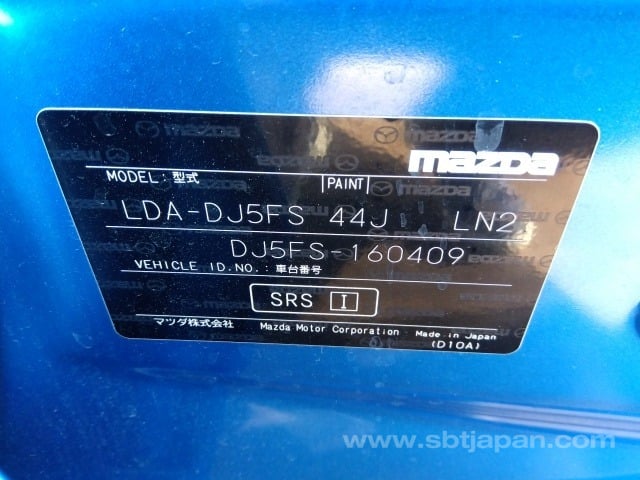 mazda
MODEL:型式 PAINT
LDA-DJ5FS 44J LN2
DJ5FS-160409
VEHICLE ID.NO.:車台番号
SRS I
マツダ株式会社 Mazda Motor Corporation Made in Japan
(D10A)
www.sbtjapan.com